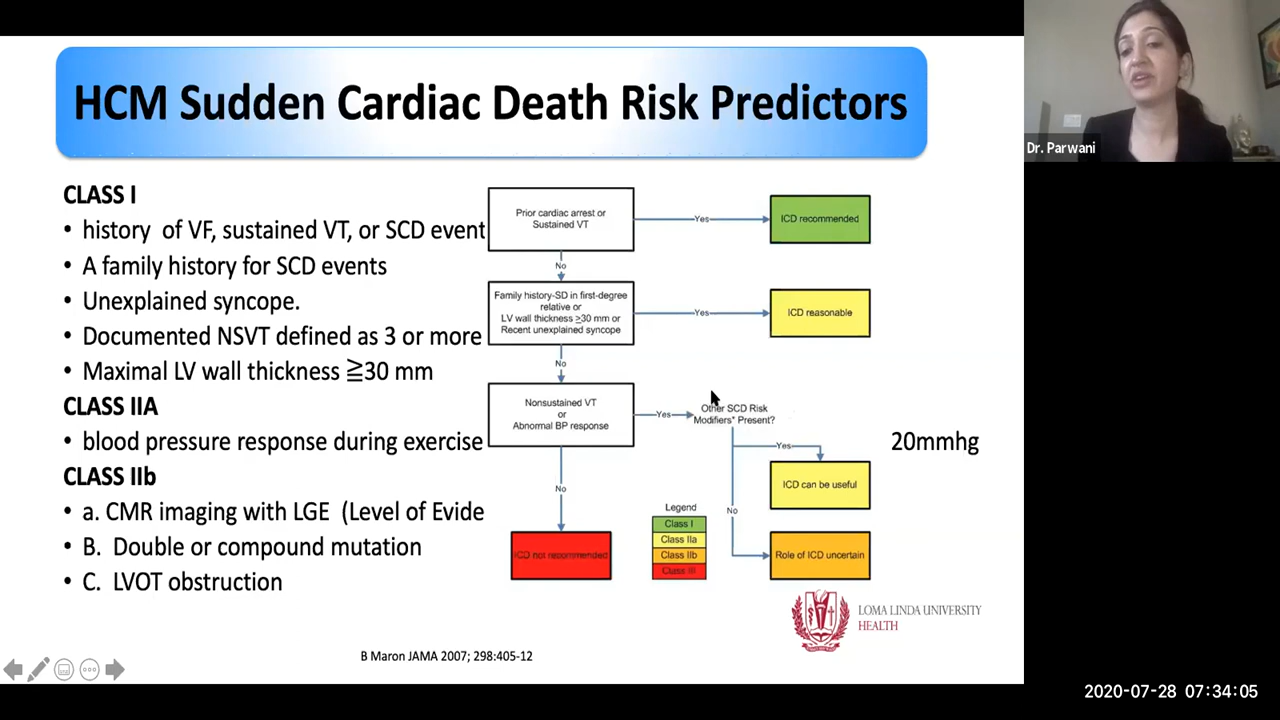 HCM Sudden Cardiac Death Risk Predictors
CLASS I
• history of VF, sustained VT, or SCD event
• A family history for SCD events
• Unexplained syncope.
• Documented NSVT defined as 3 or more
• Maximal LV wall thickness ≧30 mm
CLASS IIA
• blood pressure response during exercise
20mmhg
CLASS IIb
• a. CMR imaging with LGE (Level of Evide
• B. Double or compound mutation
• C. LVOT obstruction
Prior cardiac arrest or
Sustained VT
Yes
ICD recommended
No
Family history-SD in first-degree
relative or
LV wall thickness ≥30 mm or
Recent unexplained syncope
Yes
ICD reasonable
No
Nonsustained VT
or
Abnormal BP response
Yes
Other SCD Risk
Modifiers* Present?
Yes
ICD can be useful
No
Role of ICD uncertain
No
ICD not recommended
Legend
Class I
Class IIa
Class IIb
Class III
LOMA LINDA UNIVERSITY
HEALTH
B Maron JAMA 2007; 298:405-12
Dr. Parwani
2020-07-28 07:34:05